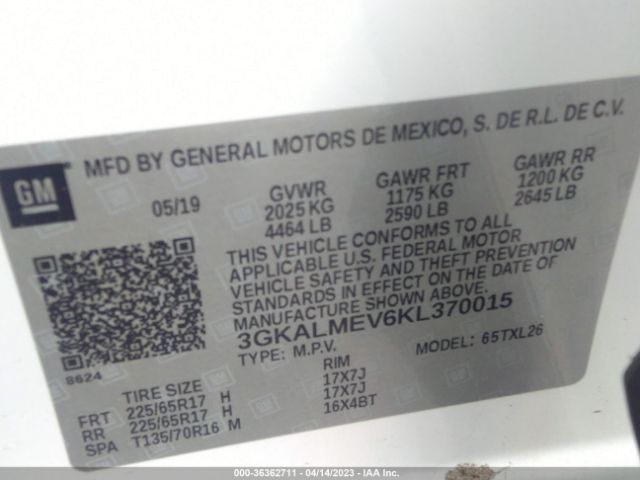 GM
MFD BY GENERAL MOTORS DE MEXICO, S. DE R.L. DE C.V.
05/19
GVWR
2025 KG
4464 LB
GAWR FRT
1175 KG
2590 LB
GAWR RR
1200 KG
2645 LB
THIS VEHICLE CONFORMS TO ALL
APPLICABLE U.S. FEDERAL MOTOR
VEHICLE SAFETY AND THEFT PREVENTION
STANDARDS IN EFFECT ON THE DATE OF
MANUFACTURE SHOWN ABOVE.
3GKALMEV6KL370015
TYPE: M.P.V. MODEL: 65TXL26
8624
TIRE SIZE RIM
FRT 225/65R17 H 17X7J
RR 225/65R17 H 17X7J
SPA T135/70R16 M 16X4BT
000-36362711 - 04/14/2023 - IAA Inc.